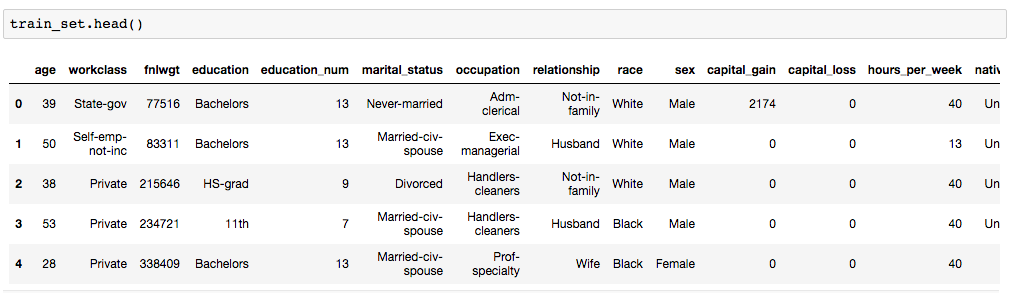 train_set.head()
age workclass fnlwgt education education_num marital_status occupation relationship race sex capital_gain capital_loss hours_per_week nativ
0 39 State-gov 77516 Bachelors 13 Never-married Adm-clerical Not-in-family White Male 2174 0 40 Un
1 50 Self-emp-not-inc 83311 Bachelors 13 Married-civ-spouse Exec-managerial Husband White Male 0 0 13 Un
2 38 Private 215646 HS-grad 9 Divorced Handlers-cleaners Not-in-family White Male 0 0 40 Un
3 53 Private 234721 11th 7 Married-civ-spouse Handlers-cleaners Husband Black Male 0 0 40 Un
4 28 Private 338409 Bachelors 13 Married-civ-spouse Prof-specialty Wife Black Female 0 0 40